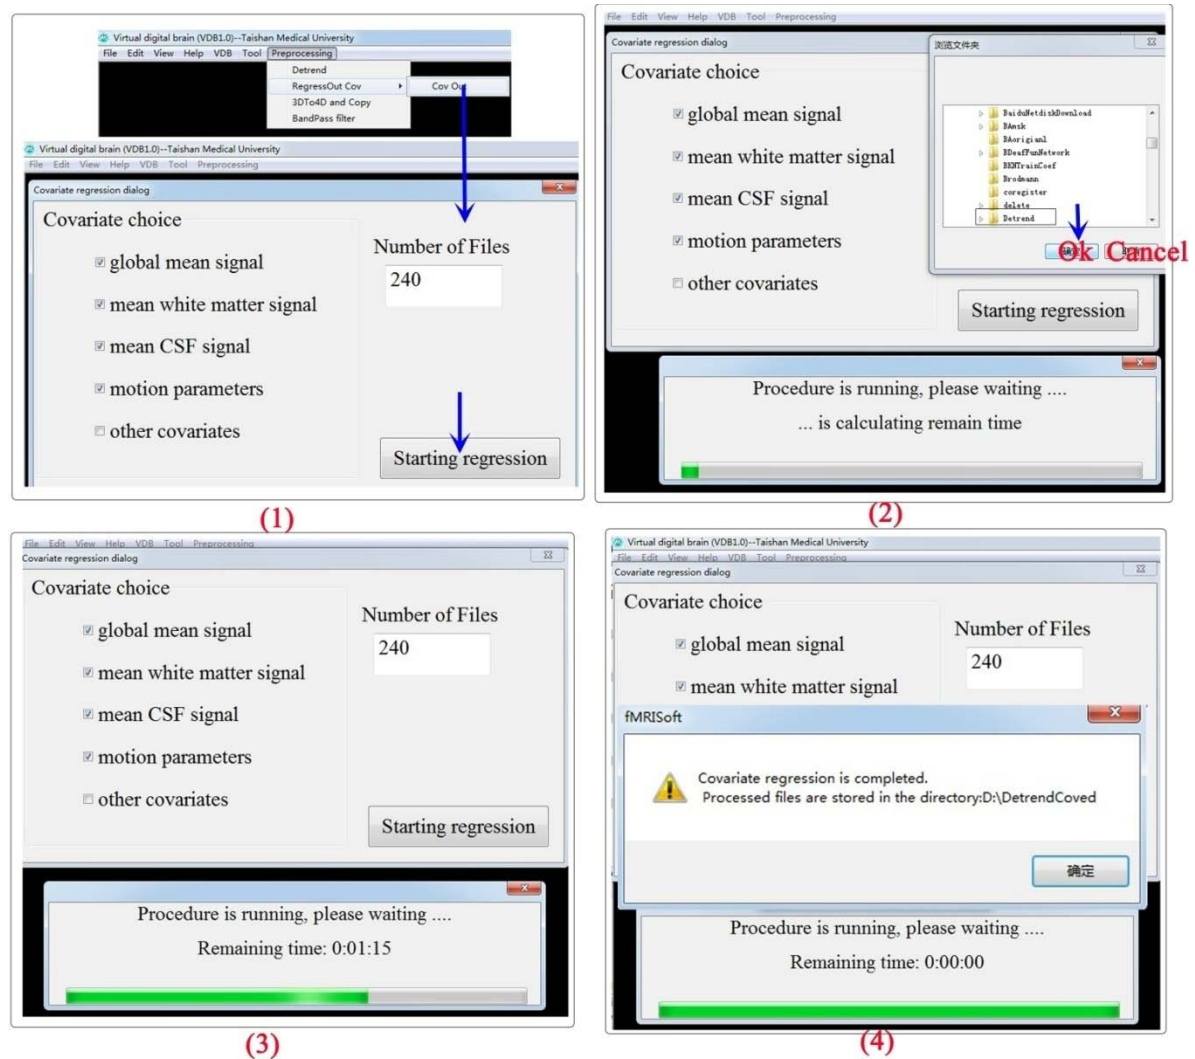 Virtual digital brain (VDB1.0)--Taishan Medical University
File Edit View Help VDB Tool Preprocessing
Detrend
RegressOut Cov
Cov Out
3DTo4D and Copy
BandPass filter
Virtual digital brain (VDB1.0)--Taishan Medical University
File Edit View Help VDB Tool Preprocessing
Covariate regression dialog
Covariate choice
global mean signal
mean white matter signal
mean CSF signal
motion parameters
other covariates
Number of Files
240
Starting regression
(1)
File Edit View Help VDB Tool Preprocessing
Covariate regression dialog
Covariate choice
global mean signal
mean white matter signal
mean CSF signal
motion parameters
other covariates
浏览文件夹
BaiduNetdiskDownload
BAmsk
BAorigianl
BDeafFunNetwork
BKNTrainCoef
Brodmann
coregister
delete
Detrend
Ok Cancel
Starting regression
Procedure is running, please waiting ....
... is calculating remain time
(2)
File Edit View Help VDB Tool Preprocessing
Covariate regression dialog
Covariate choice
global mean signal
mean white matter signal
mean CSF signal
motion parameters
other covariates
Number of Files
240
Starting regression
Procedure is running, please waiting ....
Remaining time: 0:01:15
(3)
Virtual digital brain (VDB1.0)--Taishan Medical University
File Edit View Help VDB Tool Preprocessing
Covariate regression dialog
Covariate choice
global mean signal
mean white matter signal
Number of Files
240
fMRISoft
Covariate regression is completed.
Processed files are stored in the directory:D:\DetrendCoved
确定
Procedure is running, please waiting ....
Remaining time: 0:00:00
(4)